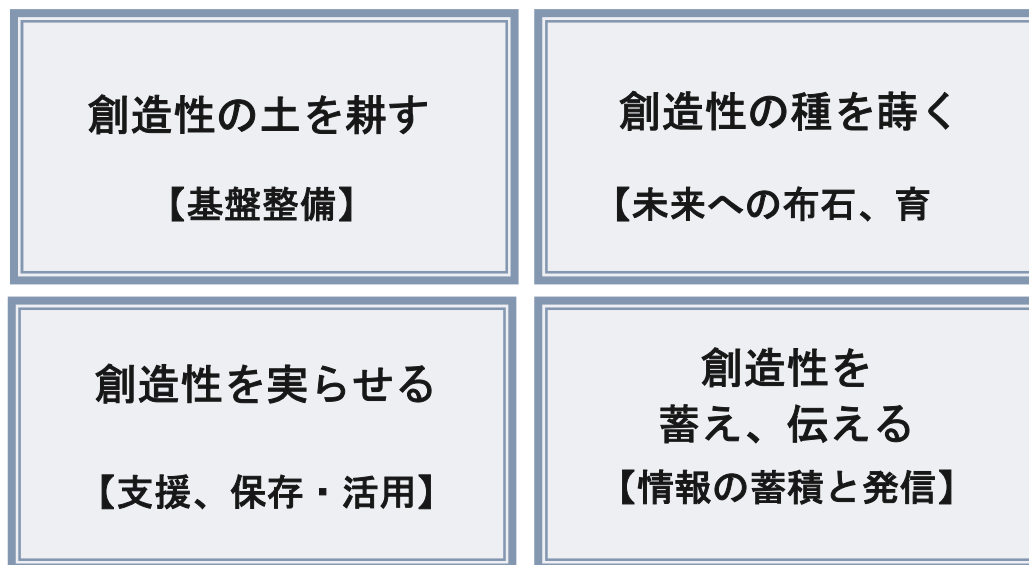 創造性の土を耕す
【基盤整備】
創造性の種を蒔く
【未来への布石、育
創造性を実らせる
【支援、保存・活用】
創造性を
蓄え、伝える
【情報の蓄積と発信】